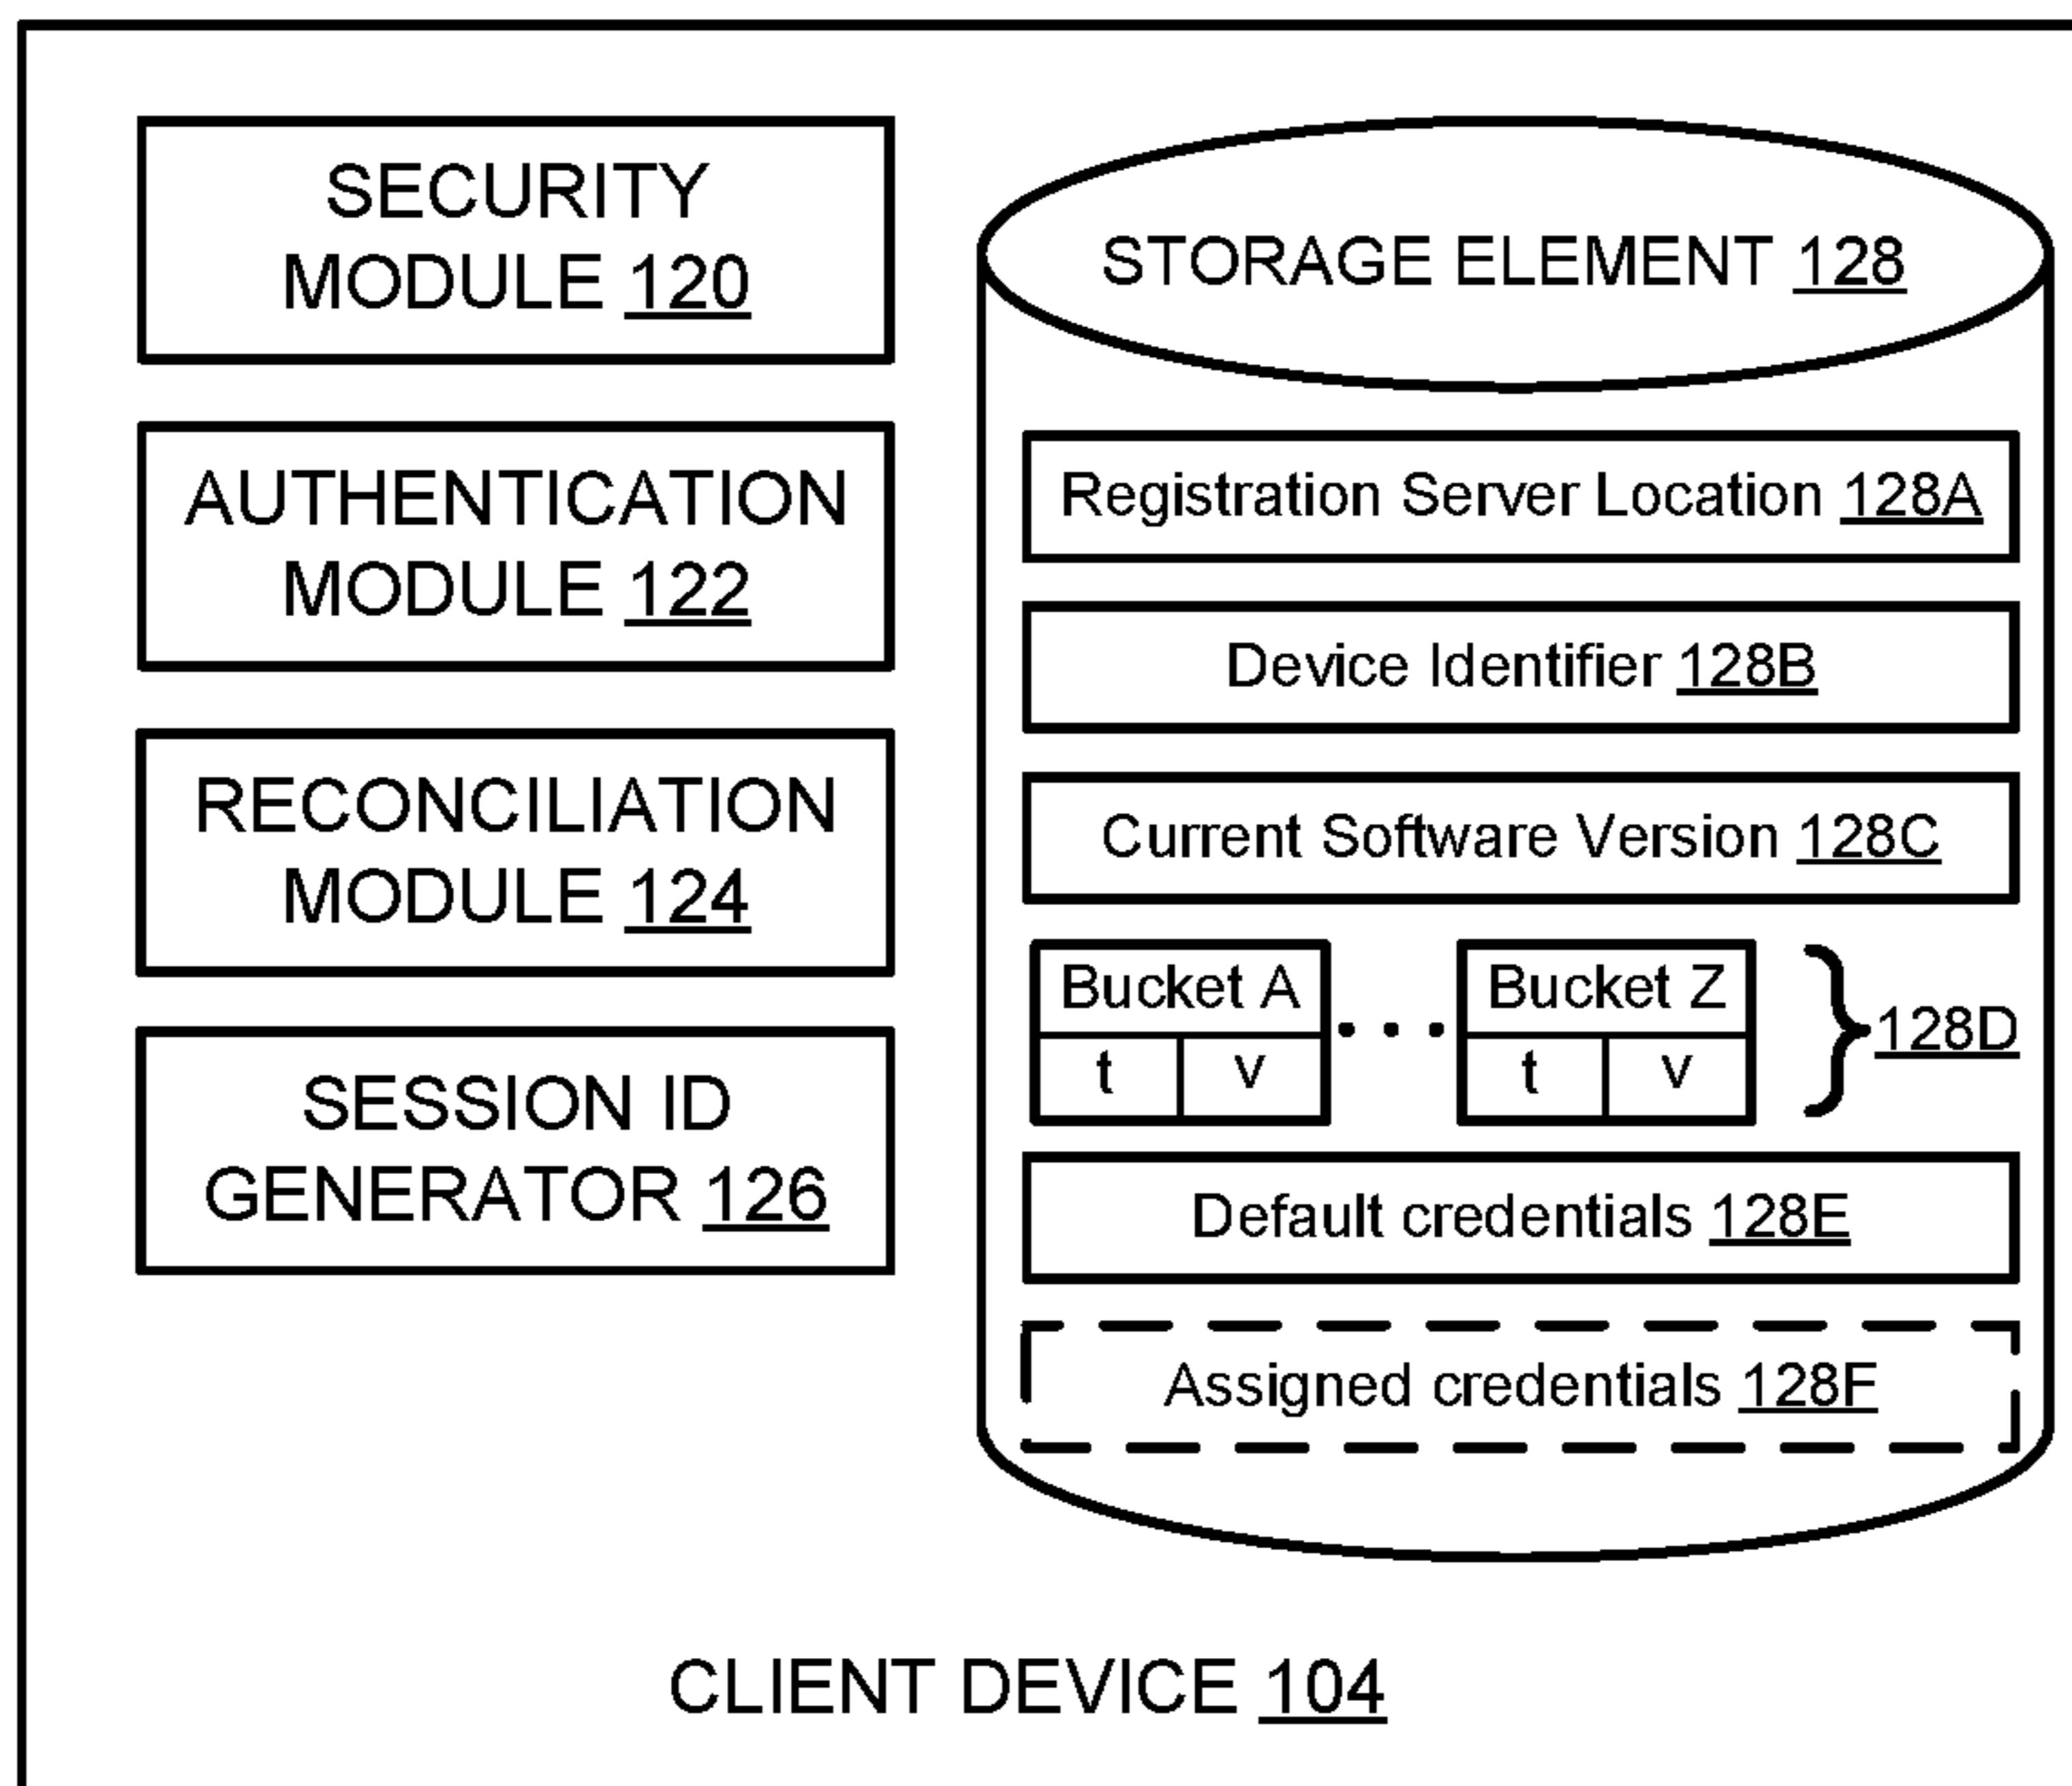 SECURITY
MODULE 120
AUTHENTICATION
MODULE 122
RECONCILIATION
MODULE 124
SESSION ID
GENERATOR 126
STORAGE ELEMENT 128
Registration Server Location 128A
Device Identifier 128B
Current Software Version 128C
Bucket A . . . Bucket Z
t v t v
128D
Default credentials 128E
Assigned credentials 128F
CLIENT DEVICE 104